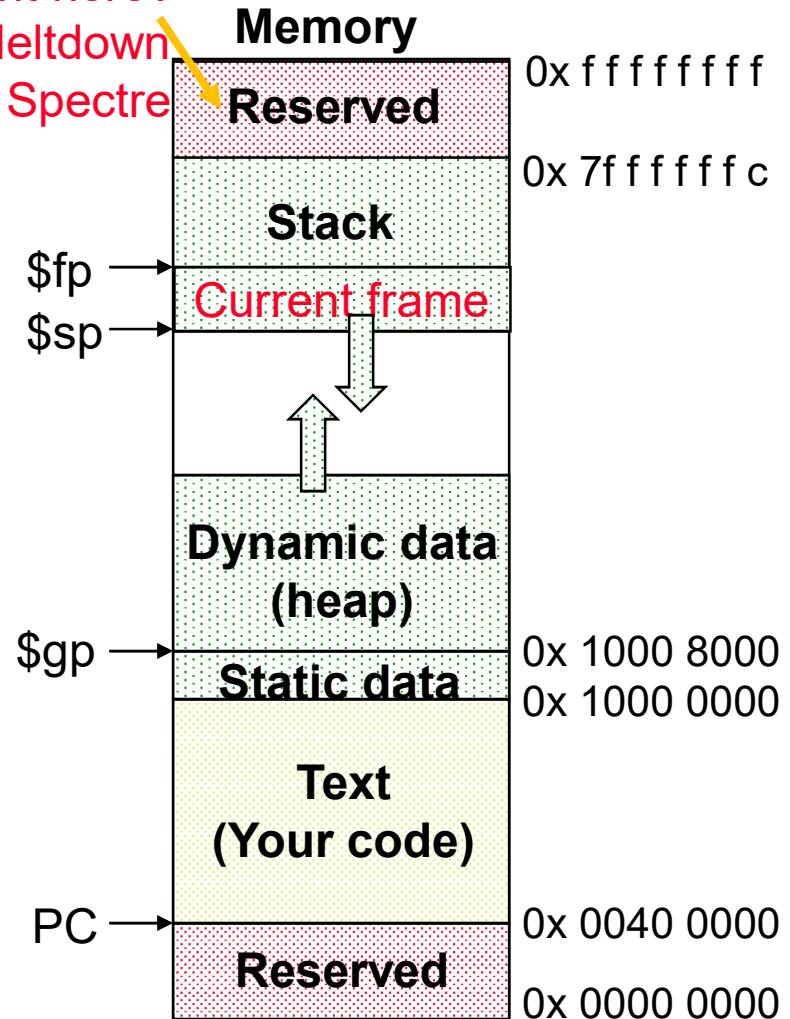 Memory
Spectre
0x f f f f f f f f
Reserved
0x 7f f f f f f c
Stack
$fp
Current frame
$sp
Dynamic data
(heap)
$gp
0x 1000 8000
Static data
0x 1000 0000
Text
(Your code)
PC
0x 0040 0000
Reserved
0x 0000 0000